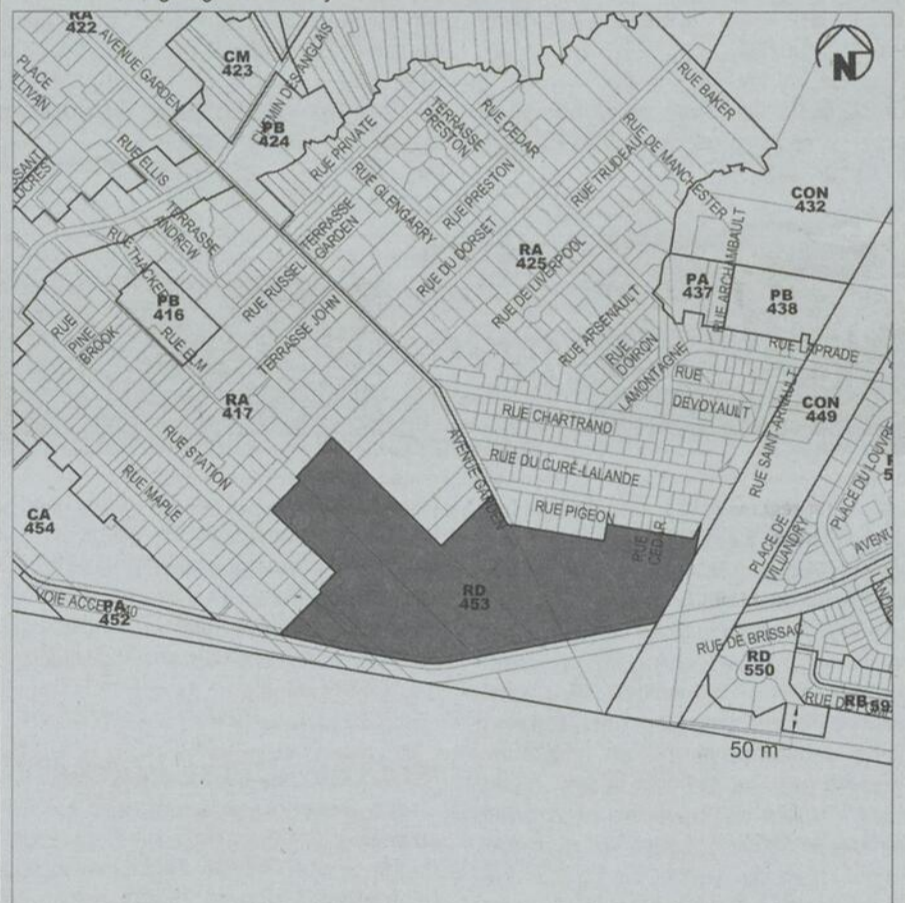 RA
422
AVENUE GARDEN
CM
423
CHEMIN DES ANGLAIS
PB
424
N
RUE BAKER
PLACE
RUE ELLIS
RUE PRIVATE
TERRASSE
PRESTON
RUE CEDAR
RUE DE MANCHESTER
RUE TRUDEAU
CON
432
RUE GLENGARRY
RUE PRESTON
TERRASSE
ANDREW
TERRASSE
GARDEN
RUE DU DORSET
RA
425
RUE DE LIVERPOOL
RUE THACKER
RUE RUSSEL
PB
416
RUE ELM
TERRASSE JOHN
RUE
PINE
BROOK
PA
437
RUE ARCHAMBAULT
PB
438
RUE ARSENAULT
RUE
DOIRON
LAMONTAGNE
RUE
DEVOYAULT
CON
449
RUE SAINT-ARNAULT
RA
417
RUE CHARTRAND
RUE STATION
RUE MAPLE
AVENUE GARDEN
RUE DU CURÉ-LALANDE
RUE PIGEON
RUE
CEDAR
PLACE DU LOUVRE
PLACE DE
VILLANDRY
CA
454
RD
453
PA
452
RUE DE BRISSAC
RD
550
RB
50 m